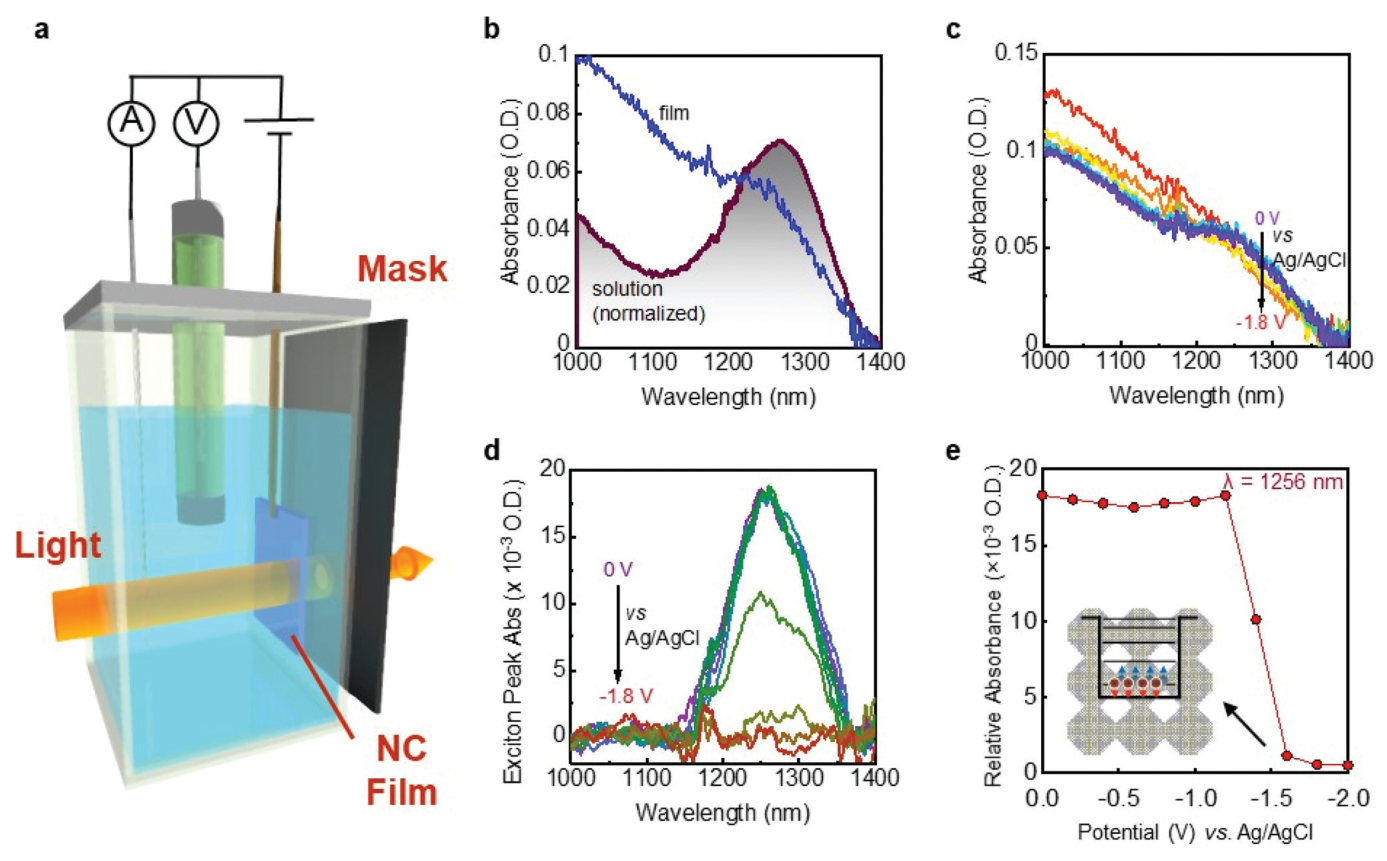 a
A
V
Mask
Light
NC
Film
b
0.1
0.08
0.06
0.04
0.02
0
Absorbance (O.D.)
film
solution
(normalized)
1000 1100 1200 1300 1400
Wavelength (nm)
c
0.15
0.1
0.05
0
Absorbance (O.D.)
0 V
vs
Ag/AgCl
-1.8 V
1000 1100 1200 1300 1400
Wavelength (nm)
d
20
15
10
5
0
Exciton Peak Abs (x 10⁻³ O.D.)
0 V
vs
Ag/AgCl
-1.8 V
1000 1100 1200 1300 1400
Wavelength (nm)
e
20
15
10
5
0
Relative Absorbance (×10⁻³ O.D.)
λ = 1256 nm
0.0 -0.5 -1.0 -1.5 -2.0
Potential (V) vs. Ag/AgCl